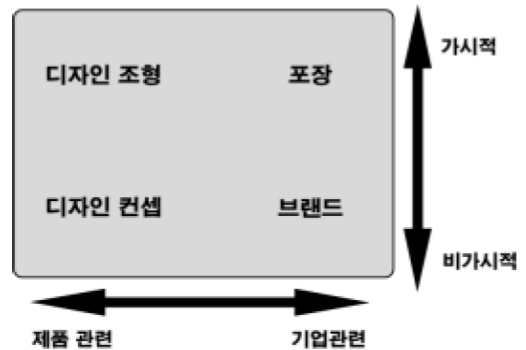 가시적
디자인 조형 포장
디자인 컨셉 브랜드
비가시적
제품 관련 기업관련